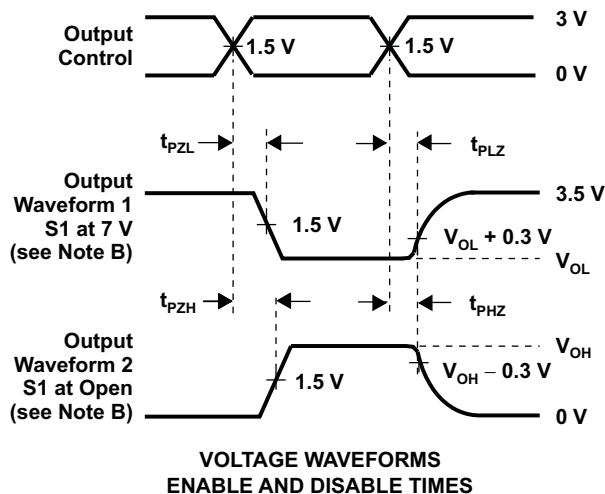 Output
Control
1.5 V
1.5 V
3 V
0 V
tPZL
tPLZ
Output
Waveform 1
S1 at 7 V
(see Note B)
1.5 V
3.5 V
VOL + 0.3 V
VOL
tPZH
tPHZ
Output
Waveform 2
S1 at Open
(see Note B)
1.5 V
VOH
VOH − 0.3 V
0 V
VOLTAGE WAVEFORMS
ENABLE AND DISABLE TIMES